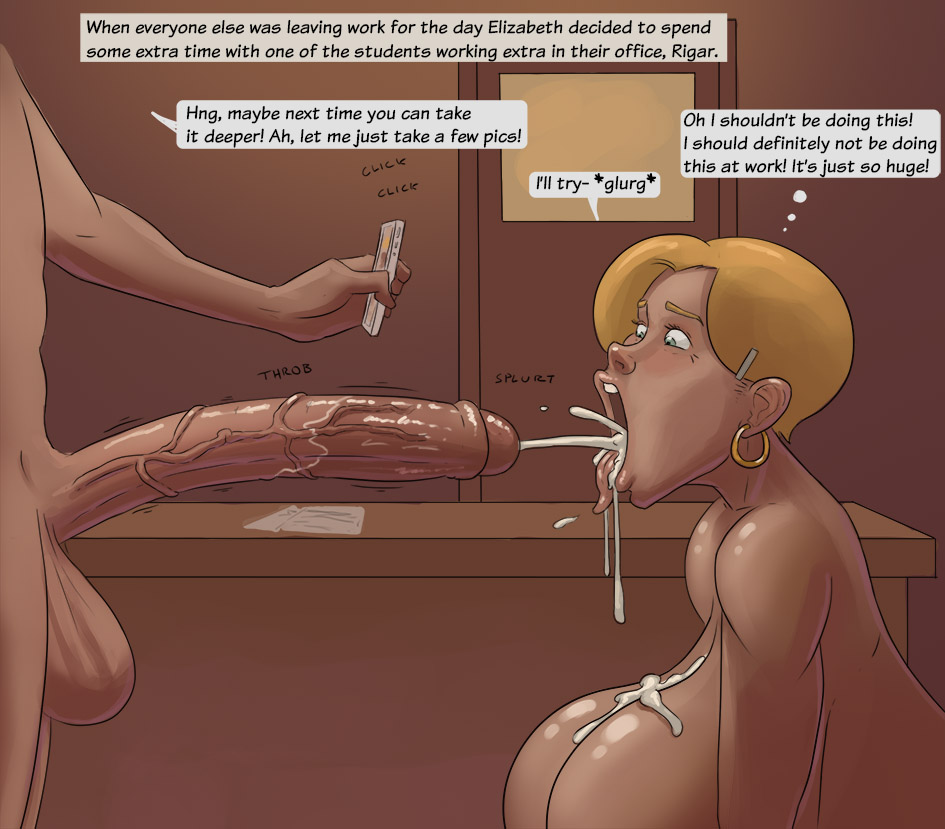 When everyone else was leaving work for the day Elizabeth decided to spend
some extra time with one of the students working extra in their office, Rigar.
Hng, maybe next time you can take
it deeper! Ah, let me just take a few pics!
Oh I shouldn't be doing this!
I should definitely not be doing
this at work! It's just so huge!
I'll try- *glurg*
CLICK
CLICK
THROB
SPLURT